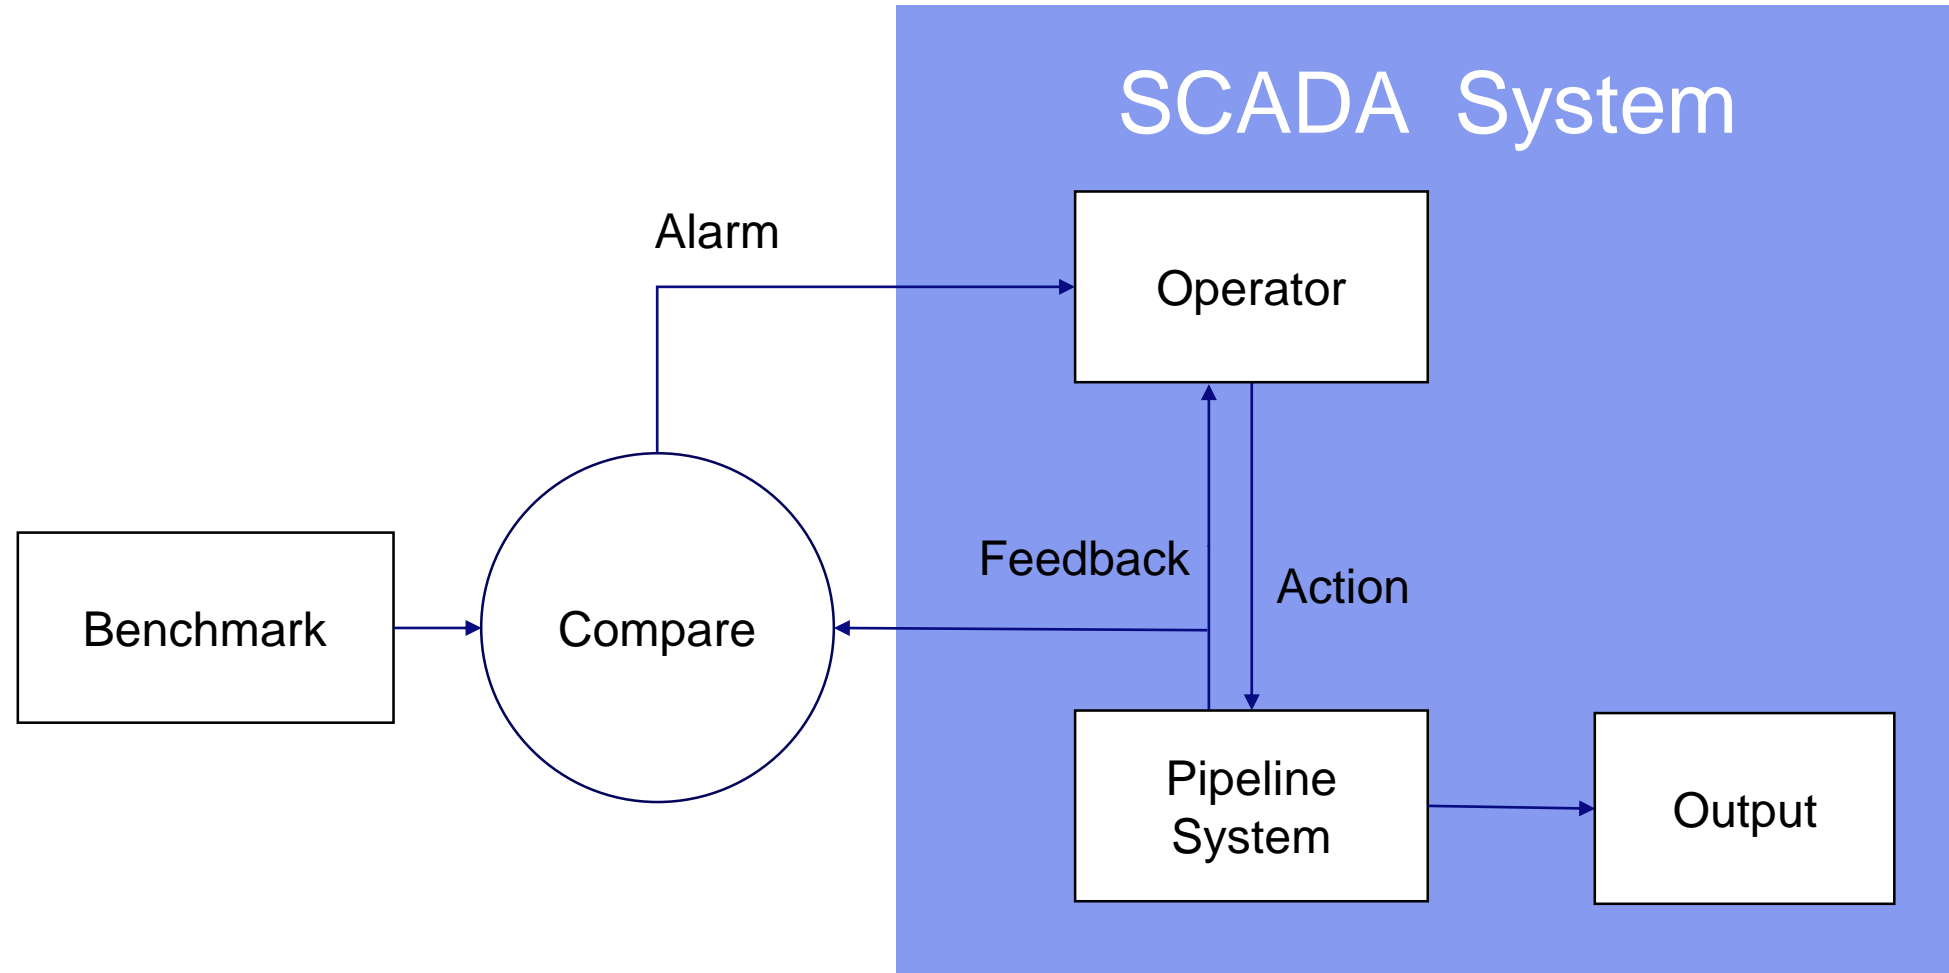 SCADA System
Alarm
Operator
Feedback
Action
Benchmark
Compare
Pipeline
System
Output